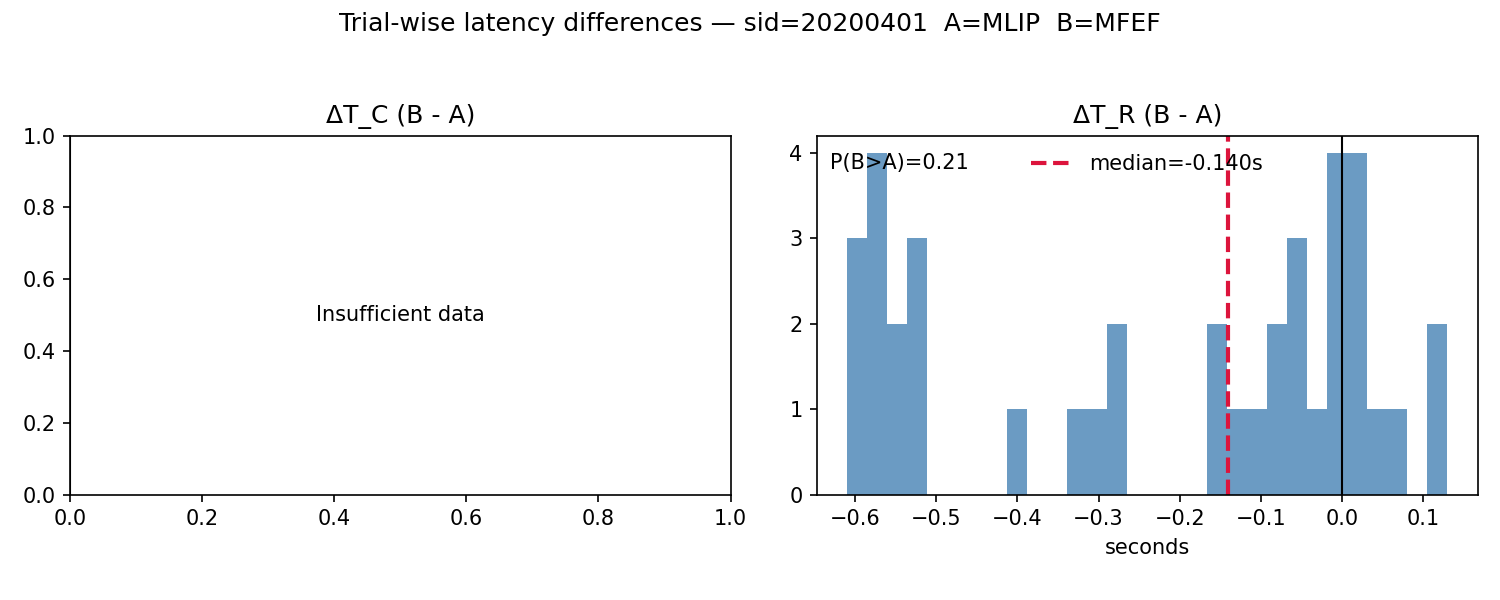 Trial-wise latency differences — sid=20200401  A=MLIP  B=MFEF
ΔT_C (B - A)
1.0
0.8
0.6
0.4
0.2
0.0
Insufficient data
0.0 0.2 0.4 0.6 0.8 1.0
ΔT_R (B - A)
P(B>A)=0.21
median=-0.140s
4
3
2
1
0
−0.6 −0.5 −0.4 −0.3 −0.2 −0.1 0.0 0.1
seconds